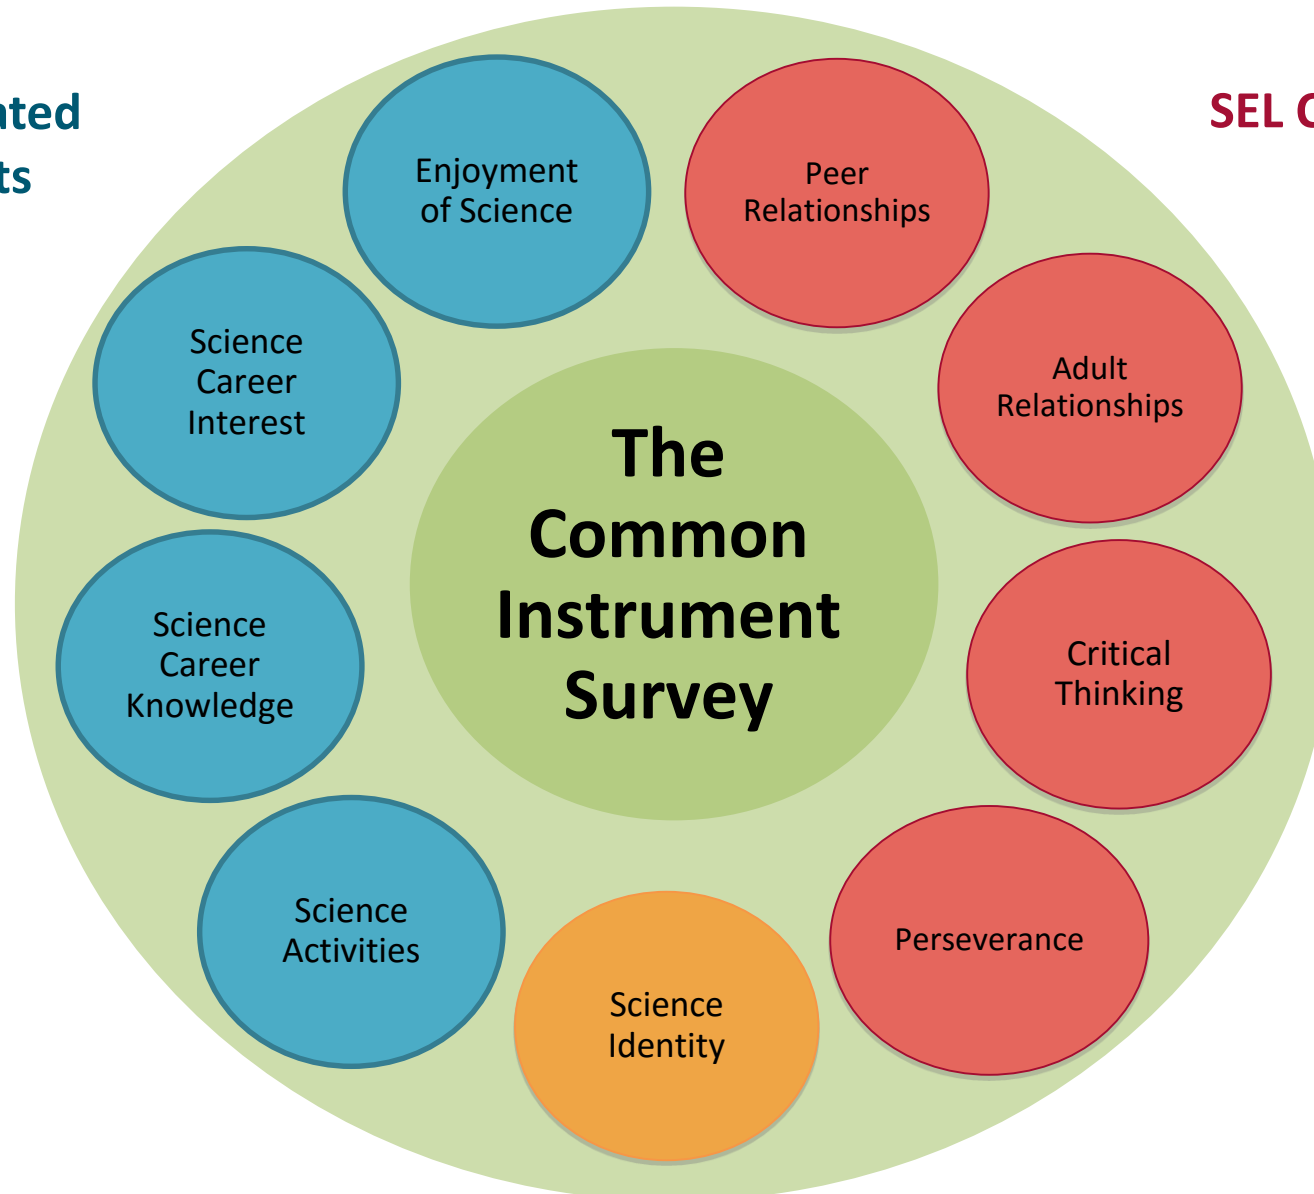 ated
ts
SEL C
Enjoyment
of Science
Peer
Relationships
Science
Career
Interest
Adult
Relationships
The
Common
Instrument
Survey
Science
Career
Knowledge
Critical
Thinking
Science
Activities
Perseverance
Science
Identity